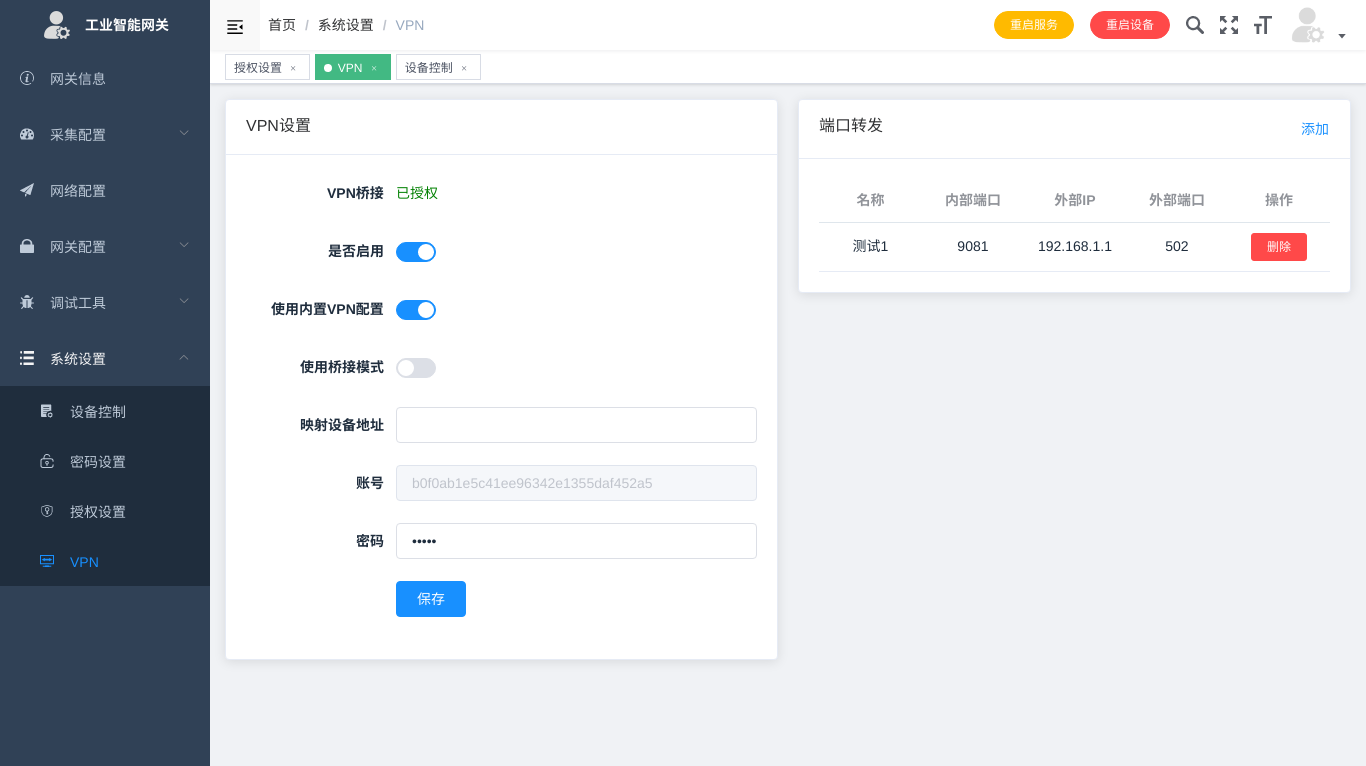 工业智能网关
首页 / 系统设置 / VPN
重启服务
重启设备
授权设置 ×
VPN ×
设备控制 ×
网关信息
采集配置
网络配置
网关配置
调试工具
系统设置
设备控制
密码设置
授权设置
VPN
VPN设置
VPN桥接 已授权
是否启用
使用内置VPN配置
使用桥接模式
映射设备地址
账号 b0f0ab1e5c41ee96342e1355daf452a5
密码 •••••
保存
端口转发
添加
名称 内部端口 外部IP 外部端口 操作
测试1 9081 192.168.1.1 502 删除